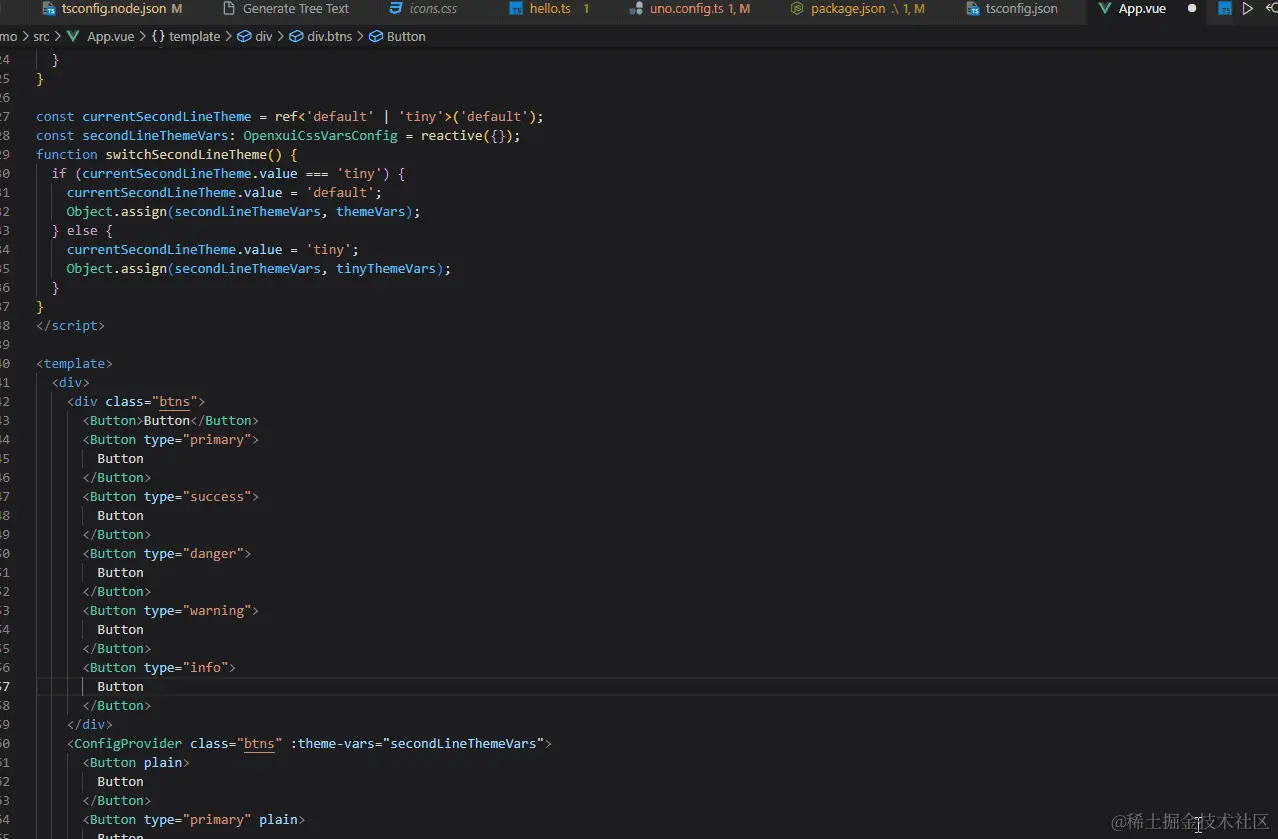 tsconfig.node.json M Generate Tree Text icons.css hello.ts 1 uno.config.ts 1, M package.json .\ 1, M tsconfig.json App.vue
mo > src > App.vue > {} template > div > div.btns > Button
24 }
25 }
26
27 const currentSecondLineTheme = ref<'default' | 'tiny'>('default');
28 const secondLineThemeVars: OpenxuiCssVarsConfig = reactive({});
29 function switchSecondLineTheme() {
30 if (currentSecondLineTheme.value === 'tiny') {
31 currentSecondLineTheme.value = 'default';
32 Object.assign(secondLineThemeVars, themeVars);
33 } else {
34 currentSecondLineTheme.value = 'tiny';
35 Object.assign(secondLineThemeVars, tinyThemeVars);
36 }
37 }
38 </script>
39
40 <template>
41 <div>
42 <div class="btns">
43 <Button>Button</Button>
44 <Button type="primary">
45 Button
46 </Button>
47 <Button type="success">
48 Button
49 </Button>
50 <Button type="danger">
51 Button
52 </Button>
53 <Button type="warning">
54 Button
55 </Button>
56 <Button type="info">
57 Button
58 </Button>
59 </div>
60 <ConfigProvider class="btns" :theme-vars="secondLineThemeVars">
61 <Button plain>
62 Button
63 </Button>
64 <Button type="primary" plain>
65 Button
@稀土掘金技术社区